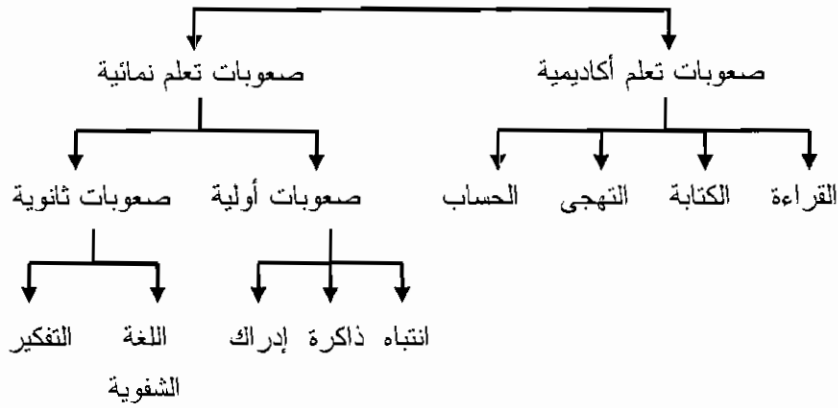 صعوبات تعلم أكاديمية صعوبات تعلم نمائية
القراءة الكتابة التهجى الحساب صعوبات أولية صعوبات ثانوية
انتباه ذاكرة إدراك اللغة التفكير
الشفوية